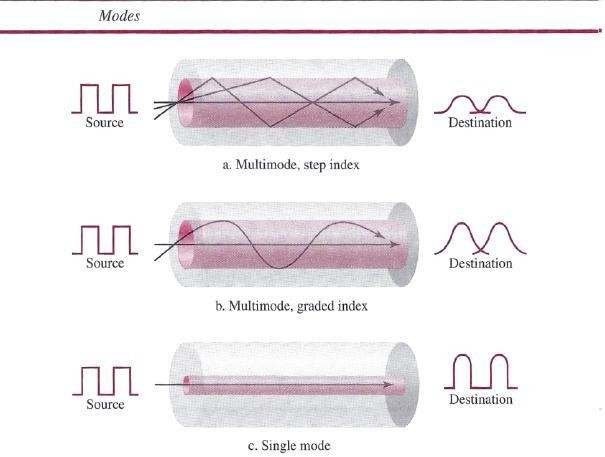 Modes
Source
Destination
a. Multimode, step index
Source
Destination
b. Multimode, graded index
Source
Destination
c. Single mode